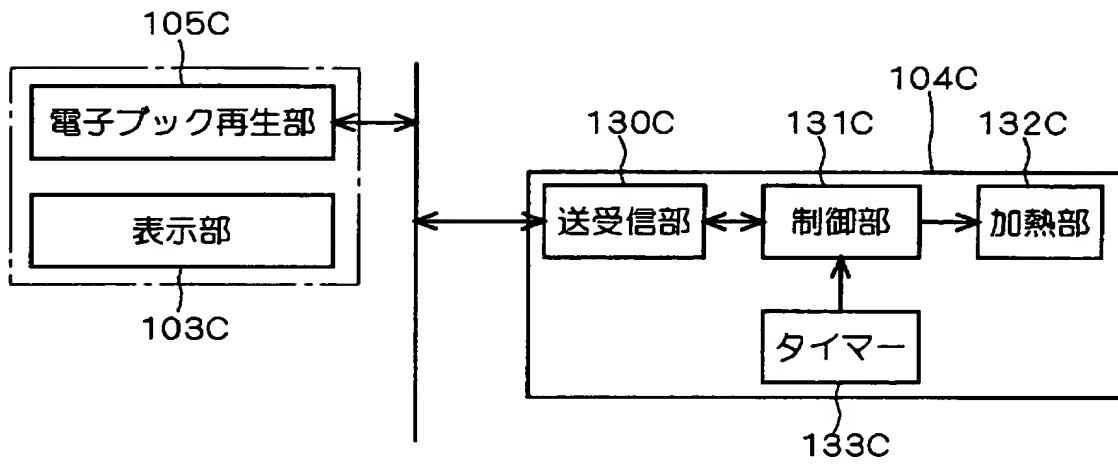 105C
電子ブック再生部
表示部
103C
104C
130C
131C
132C
送受信部
制御部
加熱部
タイマー
133C